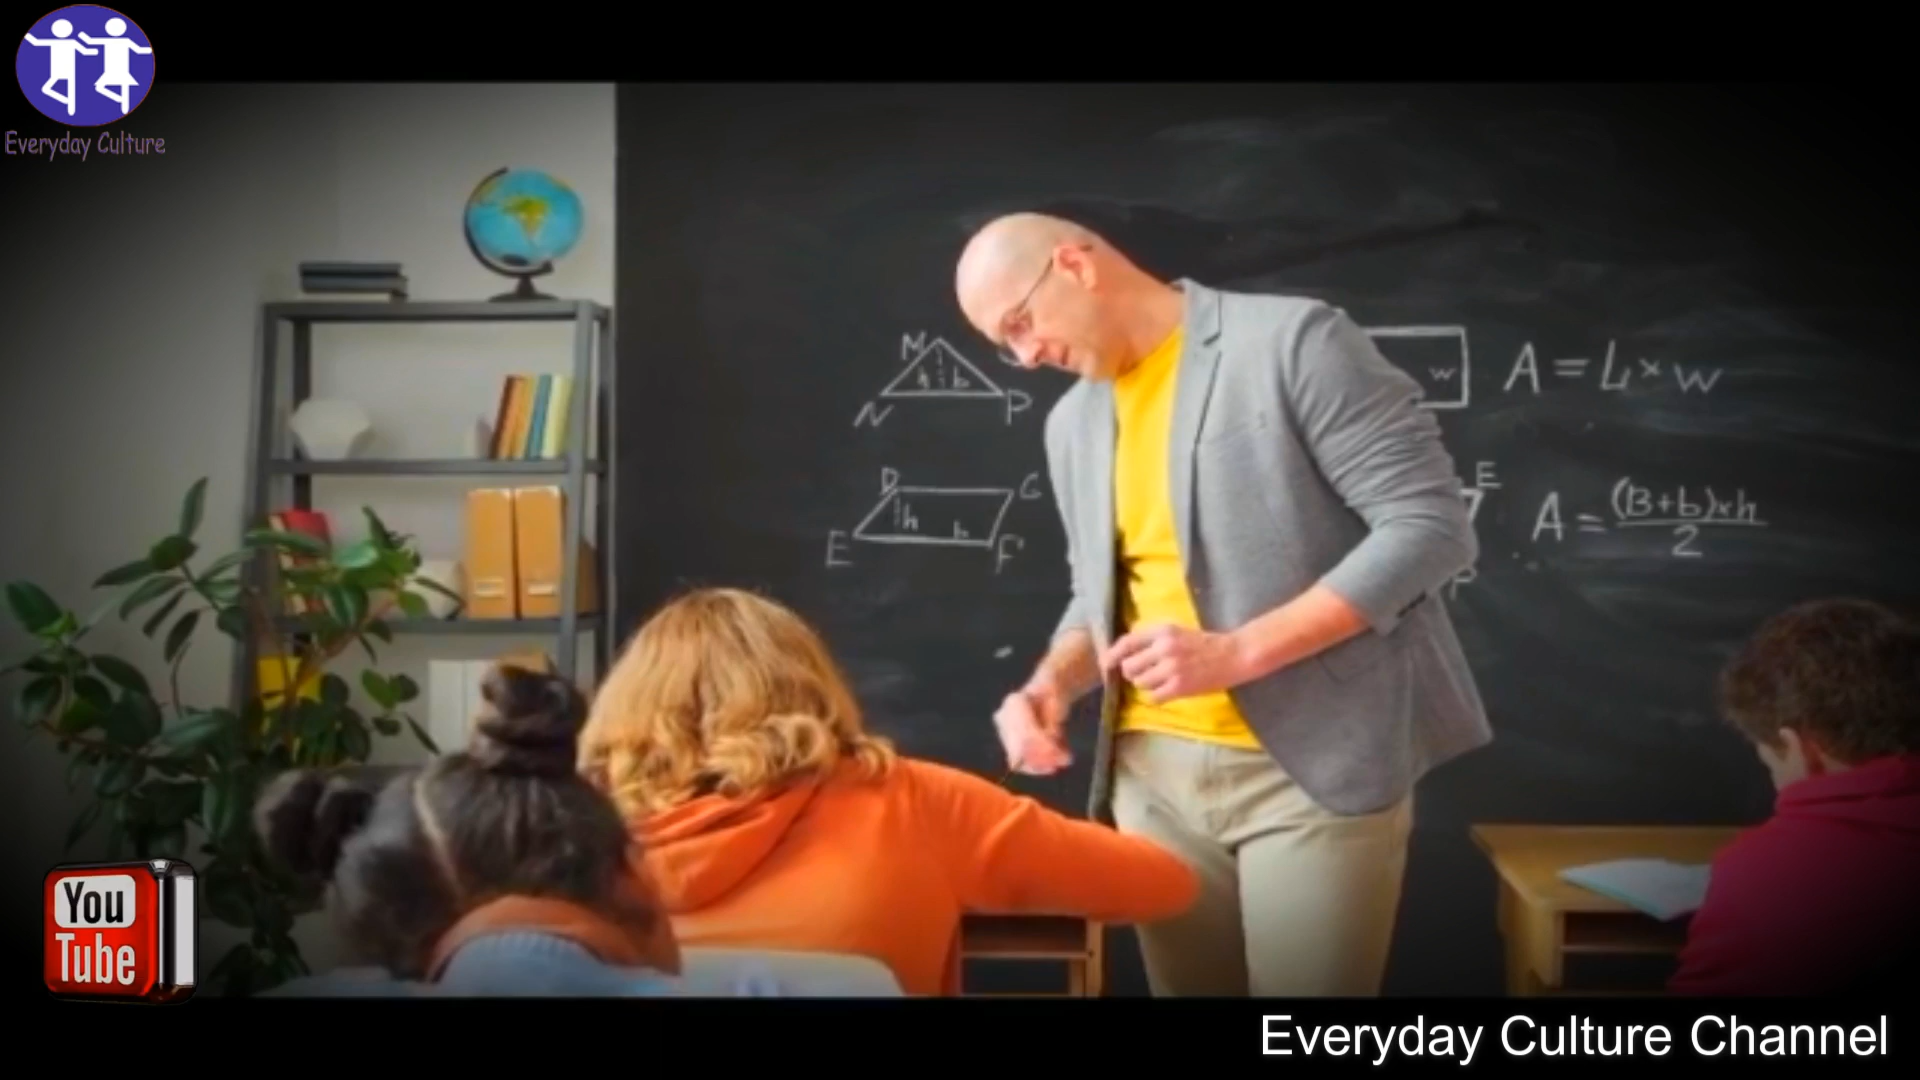 Everyday Culture
M
h b
N P
w
A = L × w
D G
h b
E F
E
A = (B+b)×h
2
P
You
Tube
Everyday Culture Channel